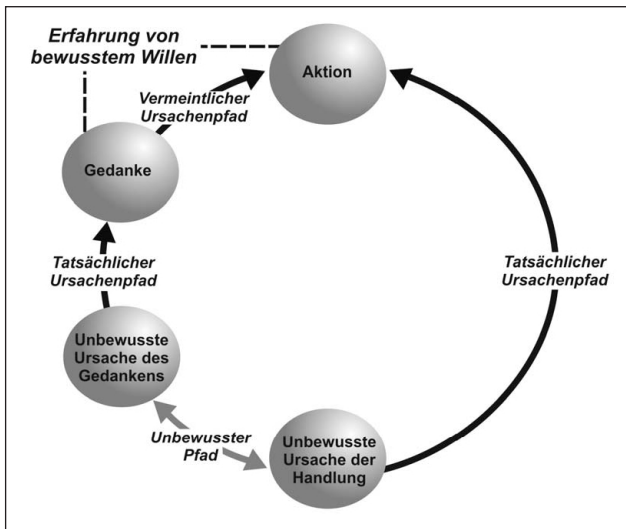 Erfahrung von
bewusstem Willen
Aktion
Vermeintlicher
Ursachenpfad
Gedanke
Tatsächlicher
Ursachenpfad
Tatsächlicher
Ursachenpfad
Unbewusste
Ursache des
Gedankens
Unbewusster
Pfad
Unbewusste
Ursache der
Handlung